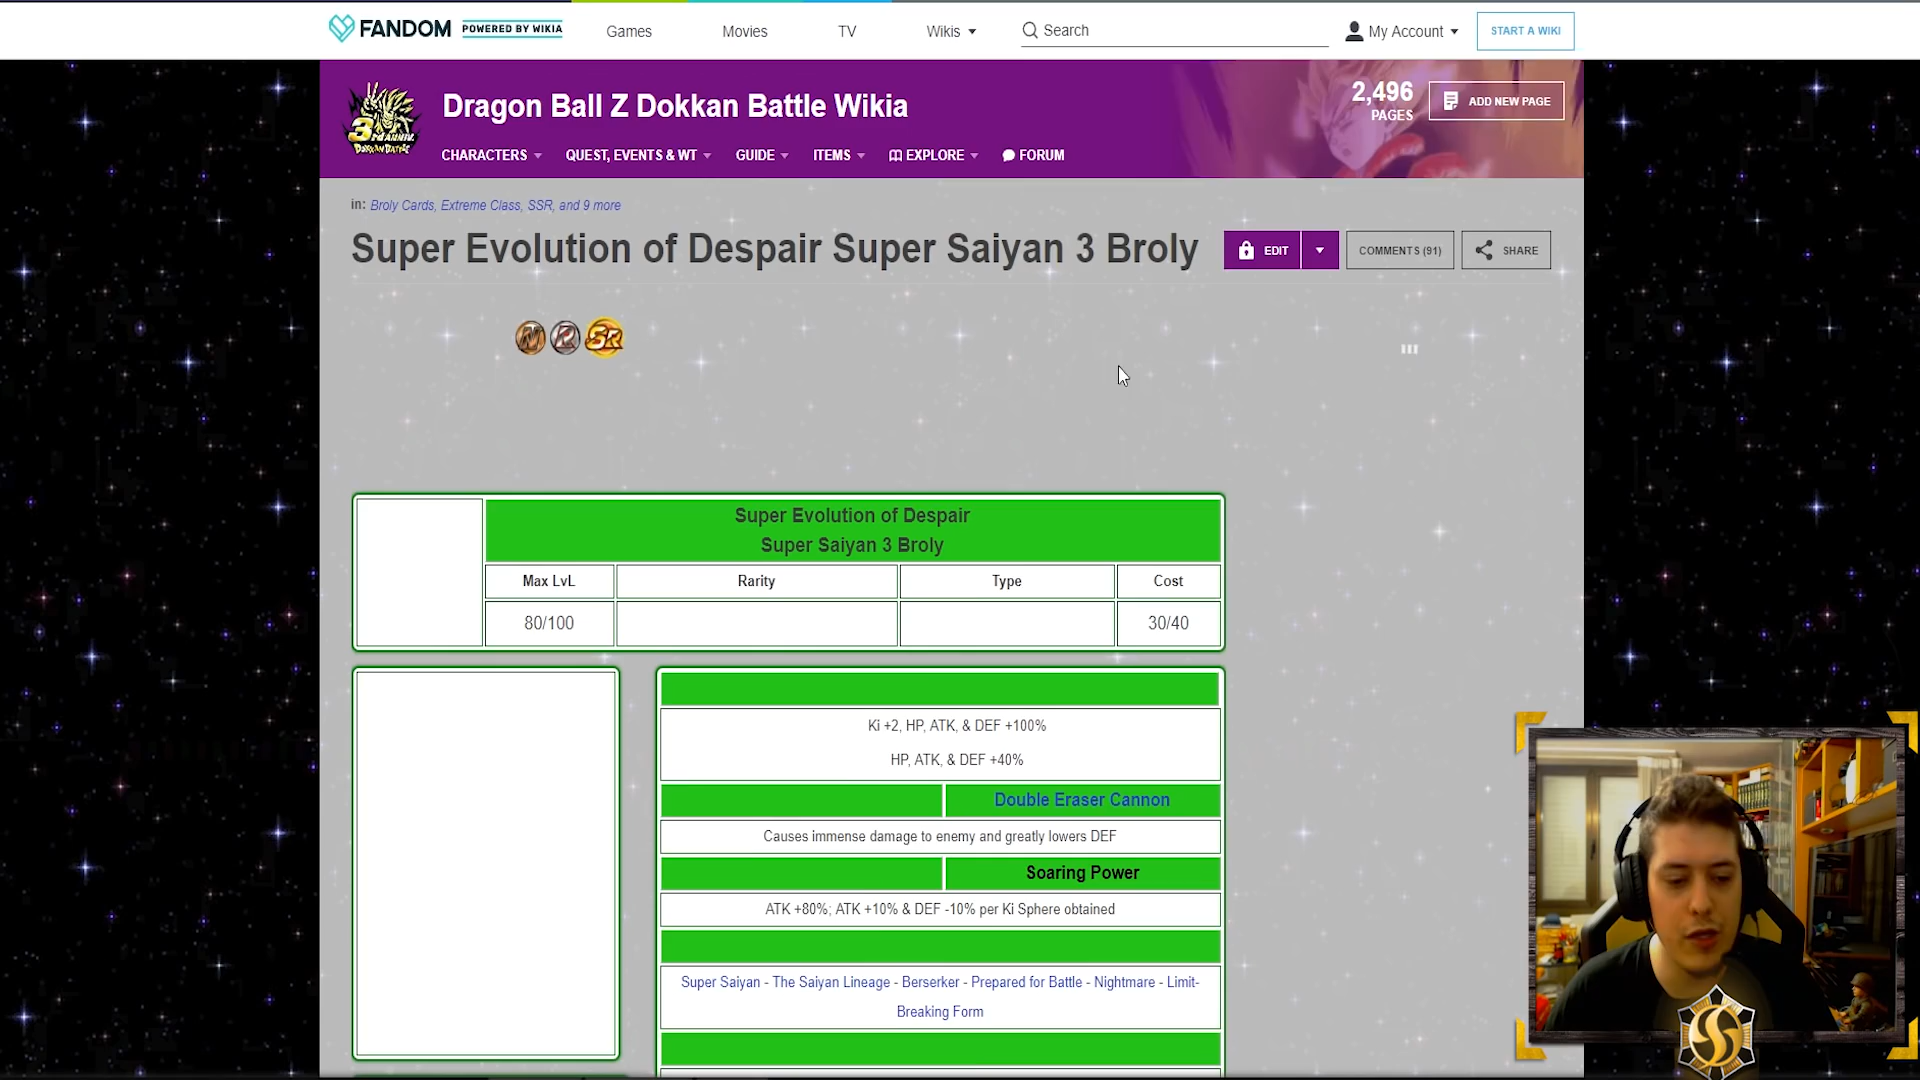 FANDOM POWERED BY WIKIA
Games
Movies
TV
Wikis
Search
My Account
START A WIKI
3rd ANNIV.
DOKKAN BATTLE
Dragon Ball Z Dokkan Battle Wikia
2,496
PAGES
ADD NEW PAGE
CHARACTERS
QUEST, EVENTS & WT
GUIDE
ITEMS
EXPLORE
FORUM
in: Broly Cards, Extreme Class, SSR, and 9 more
Super Evolution of Despair Super Saiyan 3 Broly
EDIT
COMMENTS (91)
SHARE
N R SR
Super Evolution of Despair
Super Saiyan 3 Broly
Max LvL
Rarity
Type
Cost
80/100
30/40
Ki +2, HP, ATK, & DEF +100%
HP, ATK, & DEF +40%
Double Eraser Cannon
Causes immense damage to enemy and greatly lowers DEF
Soaring Power
ATK +80%; ATK +10% & DEF -10% per Ki Sphere obtained
Super Saiyan - The Saiyan Lineage - Berserker - Prepared for Battle - Nightmare - Limit-
Breaking Form